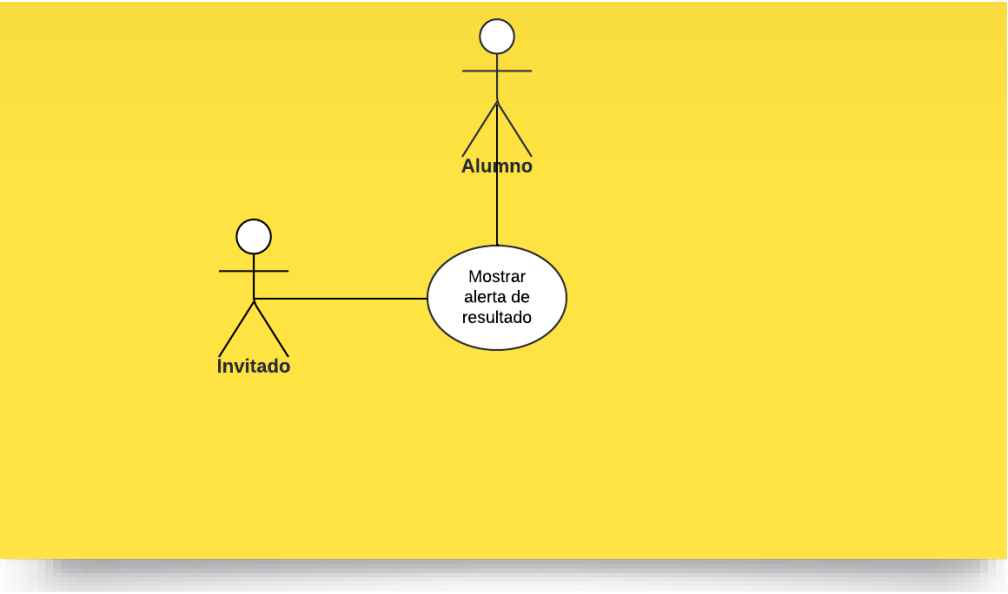 Alumno
Mostrar
alerta de
resultado
Invitado